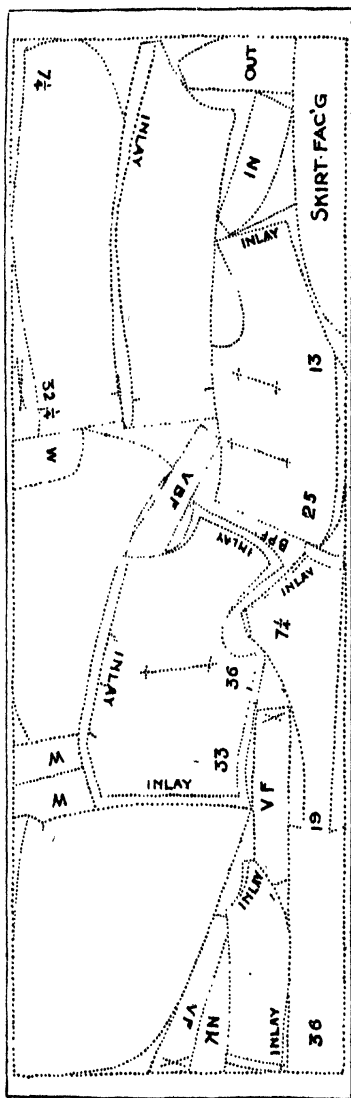 7¼
INLAY
OUT
IN
SKIRT-FAC'G
INLAY
13
32¼
W
VBF
25
BPF
INLAY
INLAY
7¼
INLAY
36
33
W
W
INLAY
VF
19
INLAY
VF
NK
INLAY
36